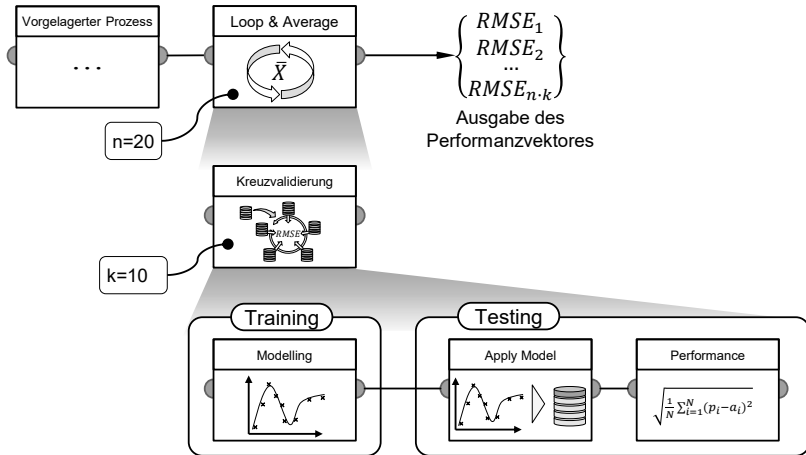 Vorgelagerter Prozess
...
Loop & Average
X̄
n=20
RMSE₁
RMSE₂
...
RMSEₙ·ₖ
Ausgabe des
Performanzvektores
Kreuzvalidierung
RMSE
k=10
Training
Testing
Modelling
Apply Model
Performance
√(1/N ∑ᵢ₌₁ᴺ (pᵢ−aᵢ)²)